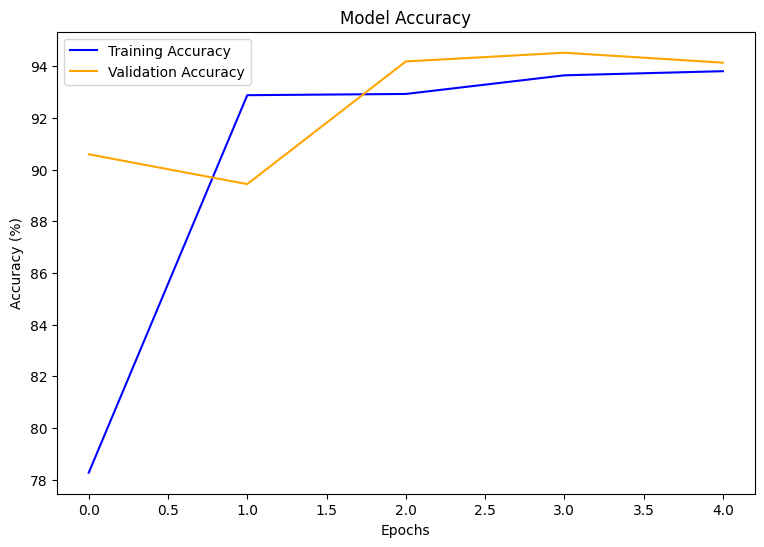 Model Accuracy
Training Accuracy
Validation Accuracy
94
92
90
88
86
84
82
80
78
Accuracy (%)
0.0 0.5 1.0 1.5 2.0 2.5 3.0 3.5 4.0
Epochs